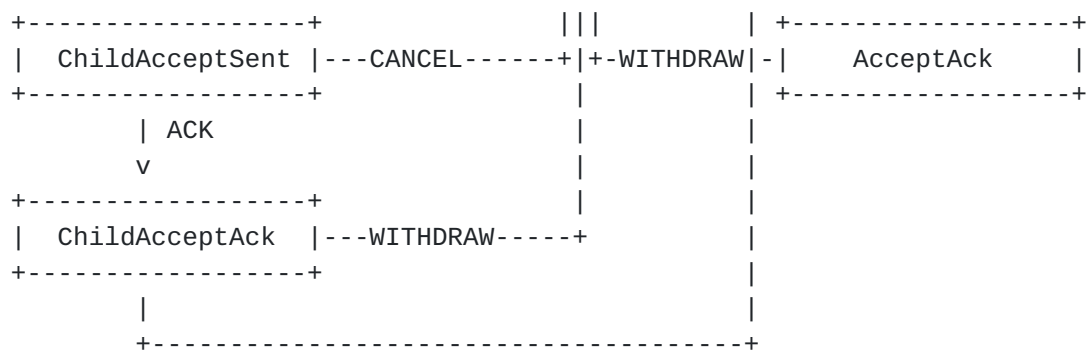 +------------------+               |||         | +------------------+
|  ChildAcceptSent |---CANCEL------+|+-WITHDRAW|-|    AcceptAck     |
+------------------+                |          | +------------------+
        | ACK                       |          |
        v                           |          |
+------------------+                |          |
|  ChildAcceptAck  |---WITHDRAW-----+          |
+------------------+                           |
        |                                      |
        +--------------------------------------+